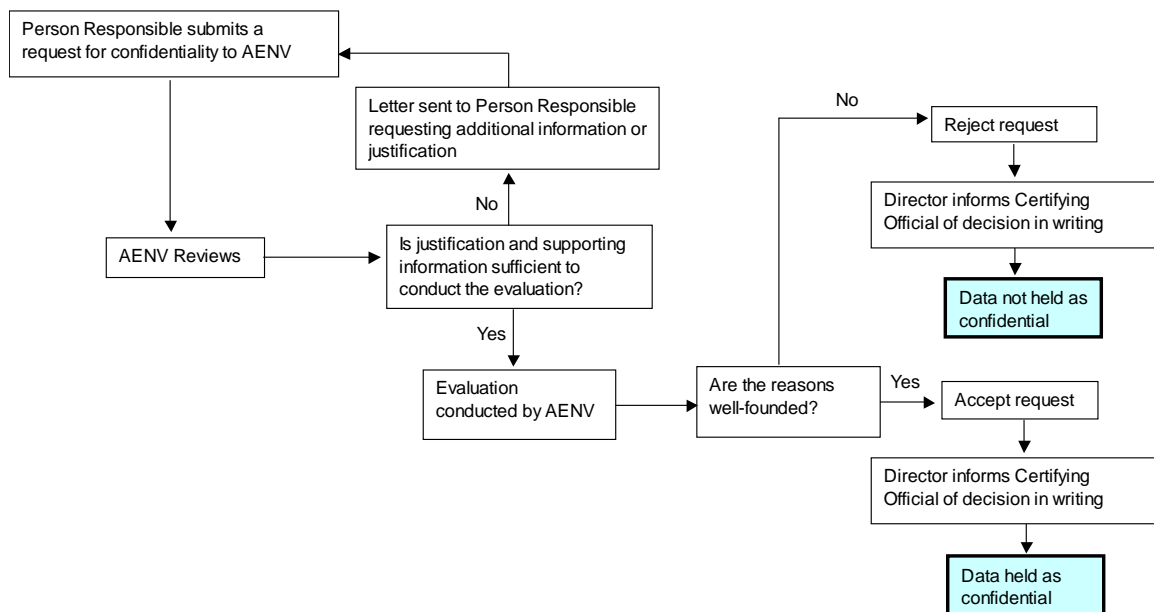 Person Responsible submits a
request for confidentiality to AENV
Letter sent to Person Responsible
requesting additional information or
justification
No
AENV Reviews
Is justification and supporting
information sufficient to
conduct the evaluation?
Yes
Evaluation
conducted by AENV
Are the reasons
well-founded?
No
Reject request
Director informs Certifying
Official of decision in writing
Data not held as
confidential
Yes
Accept request
Director informs Certifying
Official of decision in writing
Data held as
confidential